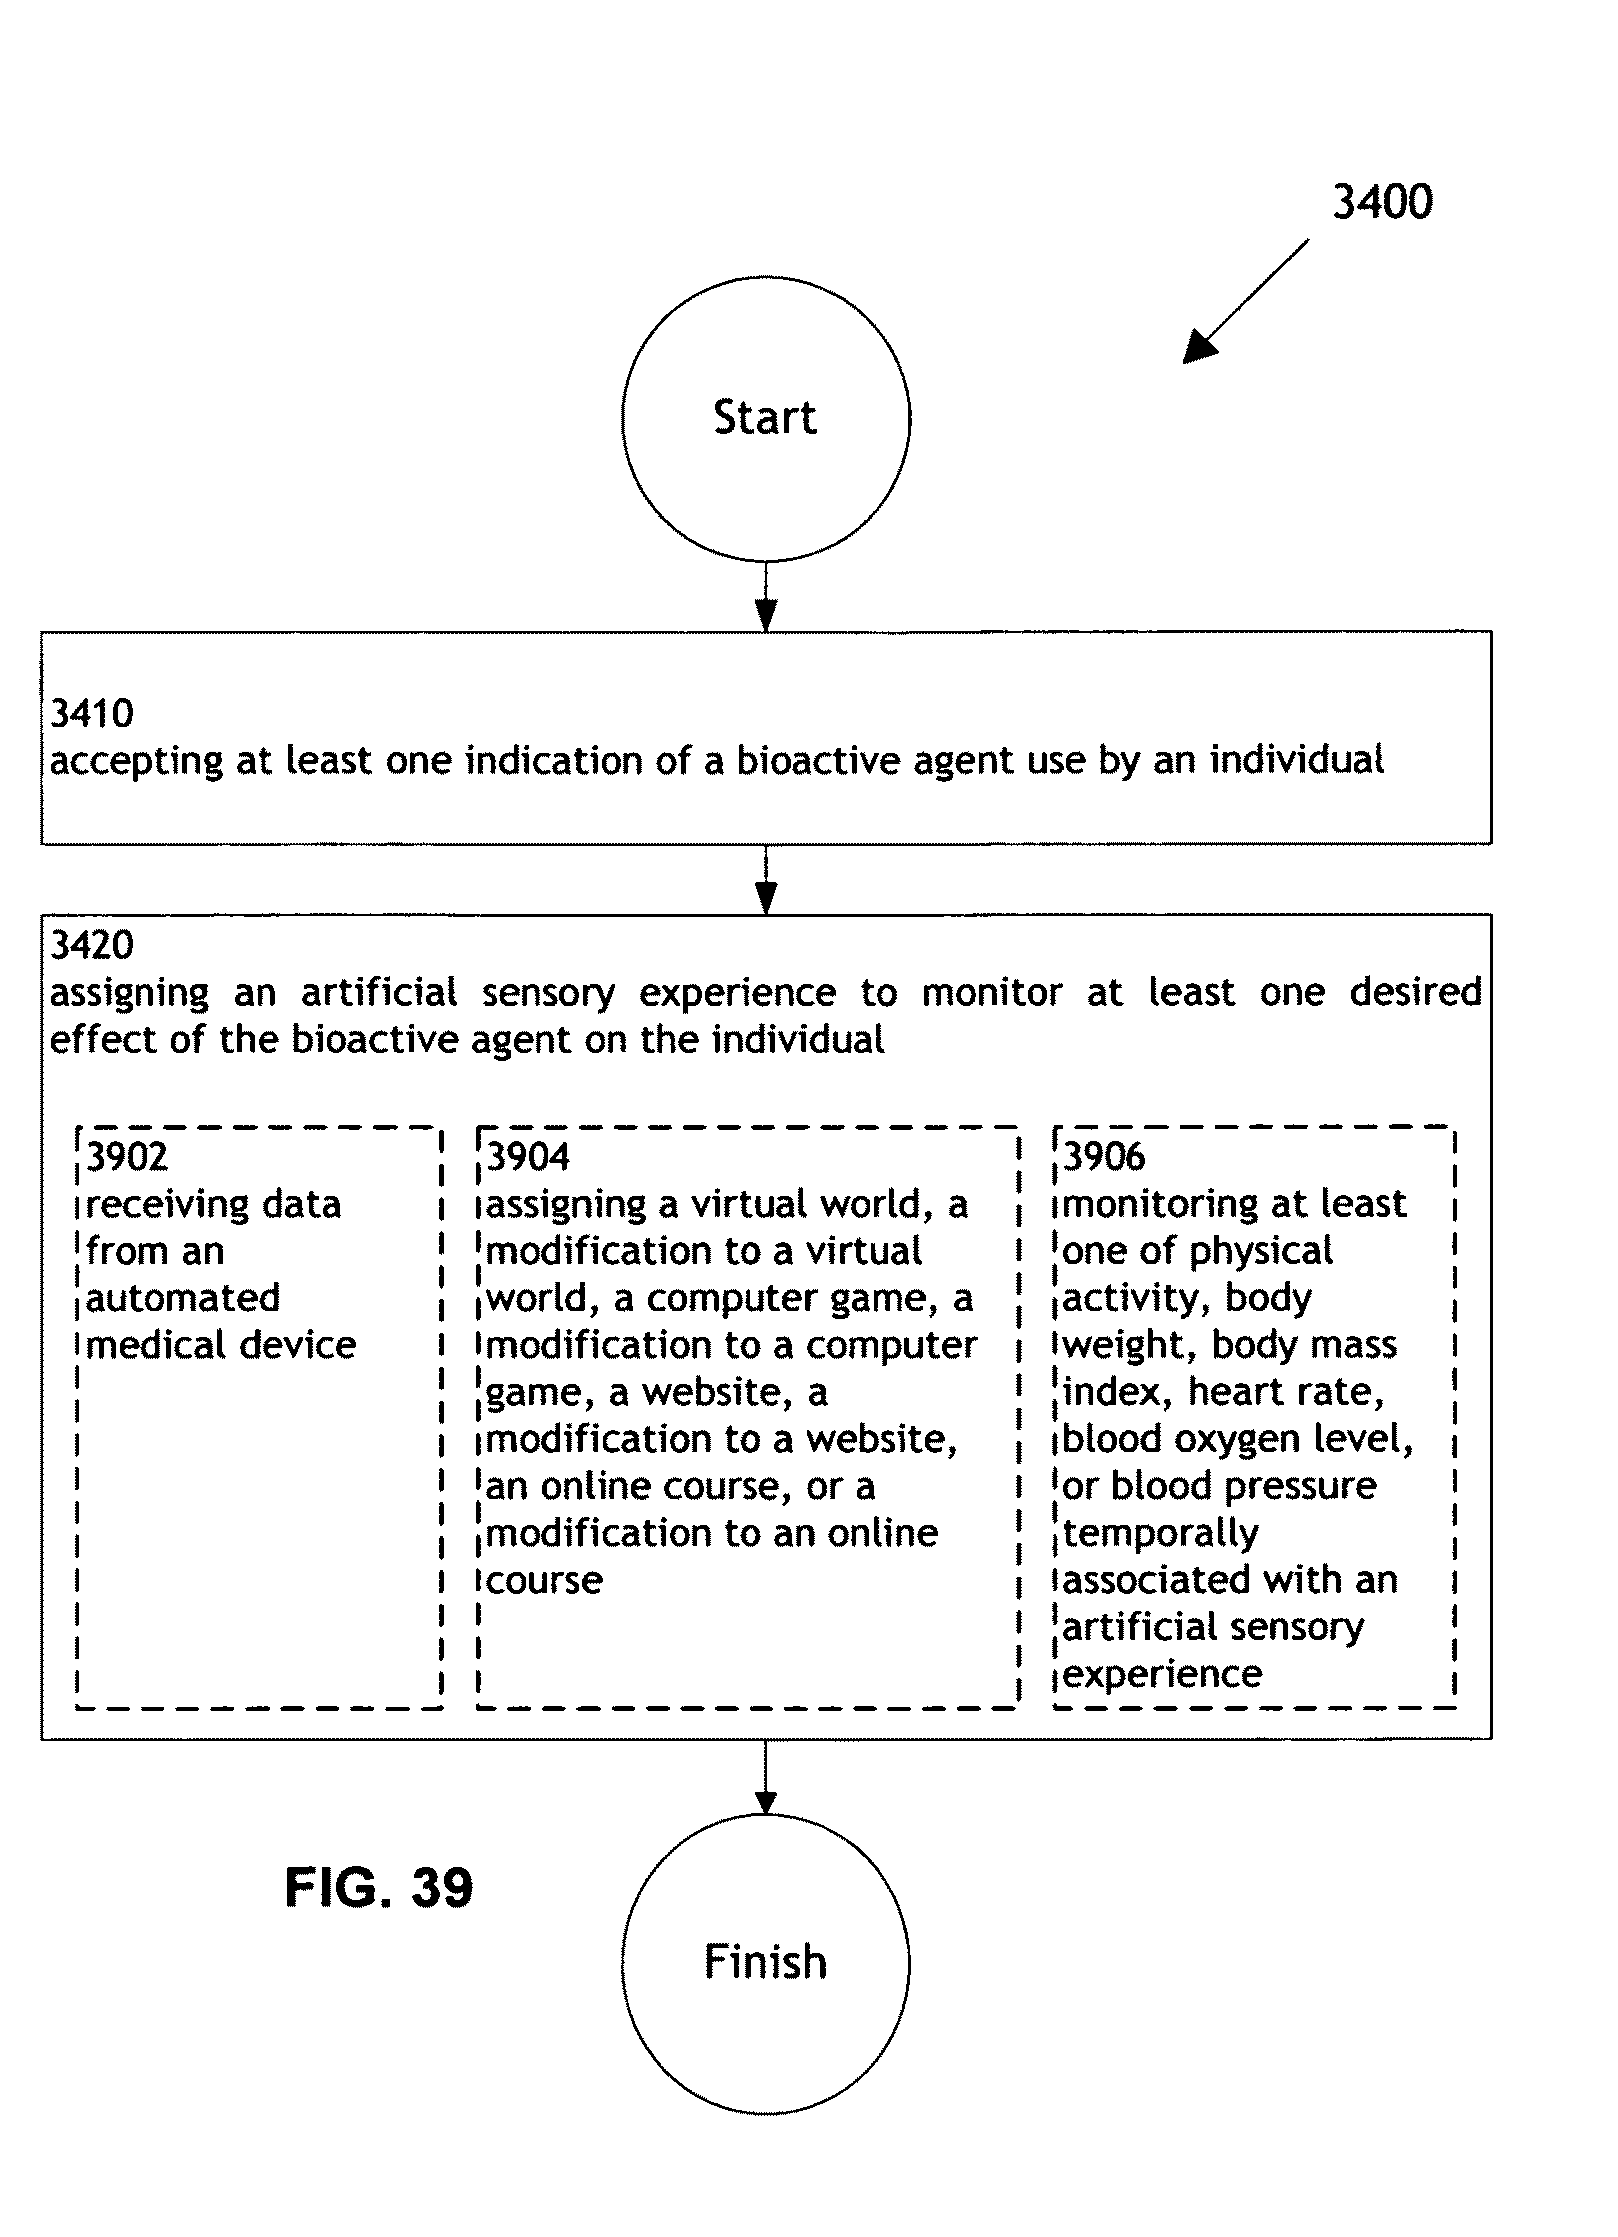 3400
Start
3410
accepting at least one indication of a bioactive agent use by an individual
3420
assigning an artificial sensory experience to monitor at least one desired
effect of the bioactive agent on the individual
3902
receiving data
from an
automated
medical device
3904
assigning a virtual world, a
modification to a virtual
world, a computer game, a
modification to a computer
game, a website, a
modification to a website,
an online course, or a
modification to an online
course
3906
monitoring at least
one of physical
activity, body
weight, body mass
index, heart rate,
blood oxygen level,
or blood pressure
temporally
associated with an
artificial sensory
experience
FIG. 39
Finish